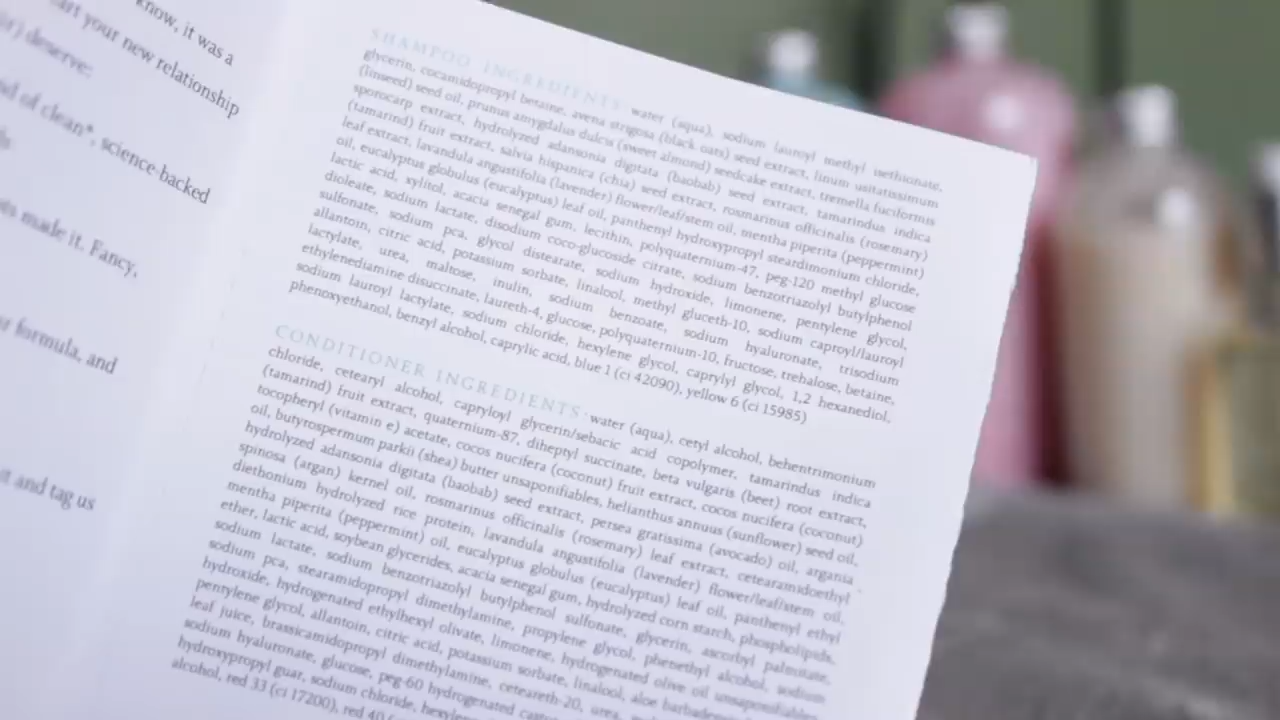 know, it was a
art your new relationship
(r) deserve:
nd of clean*, science-backed
ts made it. Fancy,
r formula, and
t and tag us
SHAMPOO INGREDIENTS: water (aqua), sodium lauroyl methyl isethionate,
glycerin, cocamidopropyl betaine, avena strigosa (black oats) seed extract, linum usitatissimum
(linseed) seed oil, prunus amygdalus dulcis (sweet almond) seedcake extract, tremella fuciformis
sporocarp extract, hydrolyzed adansonia digitata (baobab) seed extract, tamarindus indica
(tamarind) fruit extract, salvia hispanica (chia) seed extract, rosmarinus officinalis (rosemary)
leaf extract, lavandula angustifolia (lavender) flower/leaf/stem oil, mentha piperita (peppermint)
oil, eucalyptus globulus (eucalyptus) leaf oil, panthenyl hydroxypropyl steardimonium chloride,
lactic acid, xylitol, acacia senegal gum, lecithin, polyquaternium-47, peg-120 methyl glucose
dioleate, sodium lactate, disodium coco-glucoside citrate, sodium benzotriazolyl butylphenol
sulfonate, sodium pca, glycol distearate, sodium hydroxide, limonene, pentylene glycol,
allantoin, citric acid, potassium sorbate, linalool, methyl gluceth-10, sodium caproyl/lauroyl
lactylate, urea, maltose, inulin, sodium benzoate, sodium hyaluronate, trisodium
ethylenediamine disuccinate, laureth-4, glucose, polyquaternium-10, fructose, trehalose, betaine,
sodium lauroyl lactylate, sodium chloride, hexylene glycol, caprylyl glycol, 1,2 hexanediol,
phenoxyethanol, benzyl alcohol, caprylic acid, blue 1 (ci 42090), yellow 6 (ci 15985)
CONDITIONER INGREDIENTS: water (aqua), cetyl alcohol, behentrimonium
chloride, cetearyl alcohol, capryloyl glycerin/sebacic acid copolymer, tamarindus indica
(tamarind) fruit extract, quaternium-87, diheptyl succinate, beta vulgaris (beet) root extract,
tocopheryl (vitamin e) acetate, cocos nucifera (coconut) fruit extract, cocos nucifera (coconut)
oil, butyrospermum parkii (shea) butter unsaponifiables, helianthus annuus (sunflower) seed oil,
hydrolyzed adansonia digitata (baobab) seed extract, persea gratissima (avocado) oil, argania
spinosa (argan) kernel oil, rosmarinus officinalis (rosemary) leaf extract, cetearamidoethyl
diethonium hydrolyzed rice protein, lavandula angustifolia (lavender) flower/leaf/stem oil,
mentha piperita (peppermint) oil, eucalyptus globulus (eucalyptus) leaf oil, panthenyl ethyl
ether, lactic acid, soybean glycerides, acacia senegal gum, hydrolyzed corn starch, phospholipids,
sodium lactate, sodium benzotriazolyl butylphenol sulfonate, glycerin, ascorbyl palmitate,
sodium pca, stearamidopropyl dimethylamine, propylene glycol, phenethyl alcohol, sodium
hydroxide, hydrogenated ethylhexyl olivate, limonene, hydrogenated olive oil unsaponifiables,
pentylene glycol, allantoin, citric acid, potassium sorbate, linalool, aloe barbadensis
leaf juice, brassicamidopropyl dimethylamine, ceteareth-20, urea,
sodium hyaluronate, glucose, peg-60 hydrogenated castor
hydroxypropyl guar, sodium chloride, hexylene
alcohol, red 33 (ci 17200), red 40